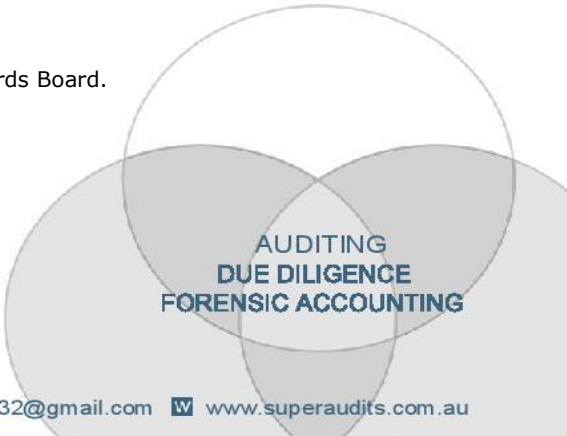 rds Board.
AUDITING
DUE DILIGENCE
FORENSIC ACCOUNTING
32@gmail.com W www.superaudits.com.au